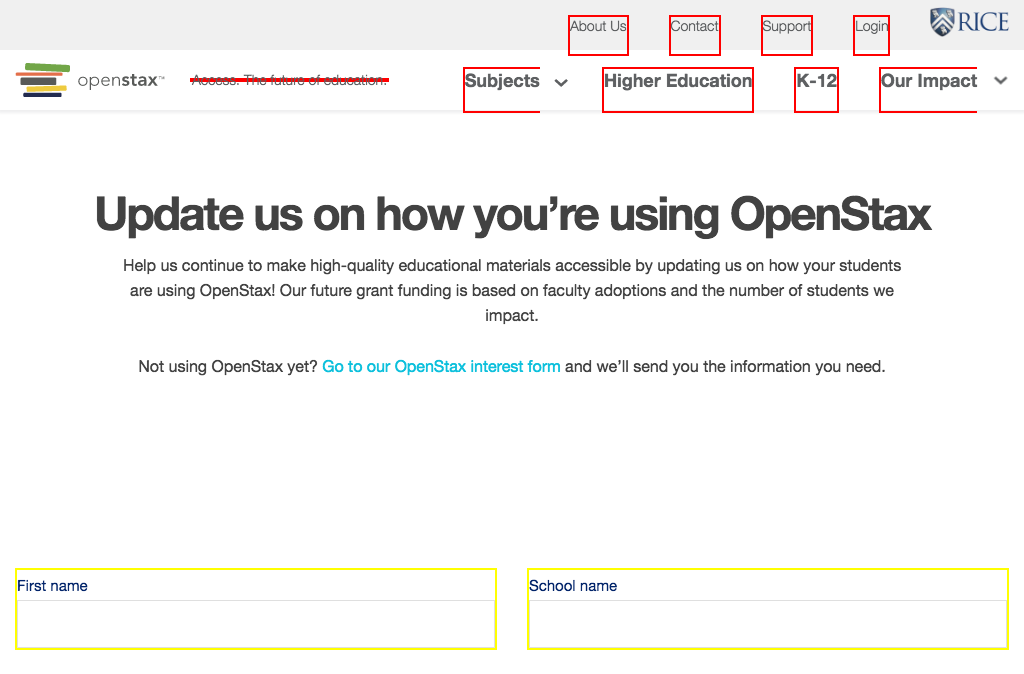 About Us Contact Support Login RICE
openstax™ Access. The future of education. Subjects Higher Education K-12 Our Impact
Update us on how you’re using OpenStax
Help us continue to make high-quality educational materials accessible by updating us on how your students
are using OpenStax! Our future grant funding is based on faculty adoptions and the number of students we
impact.
Not using OpenStax yet? Go to our OpenStax interest form and we’ll send you the information you need.
First name School name